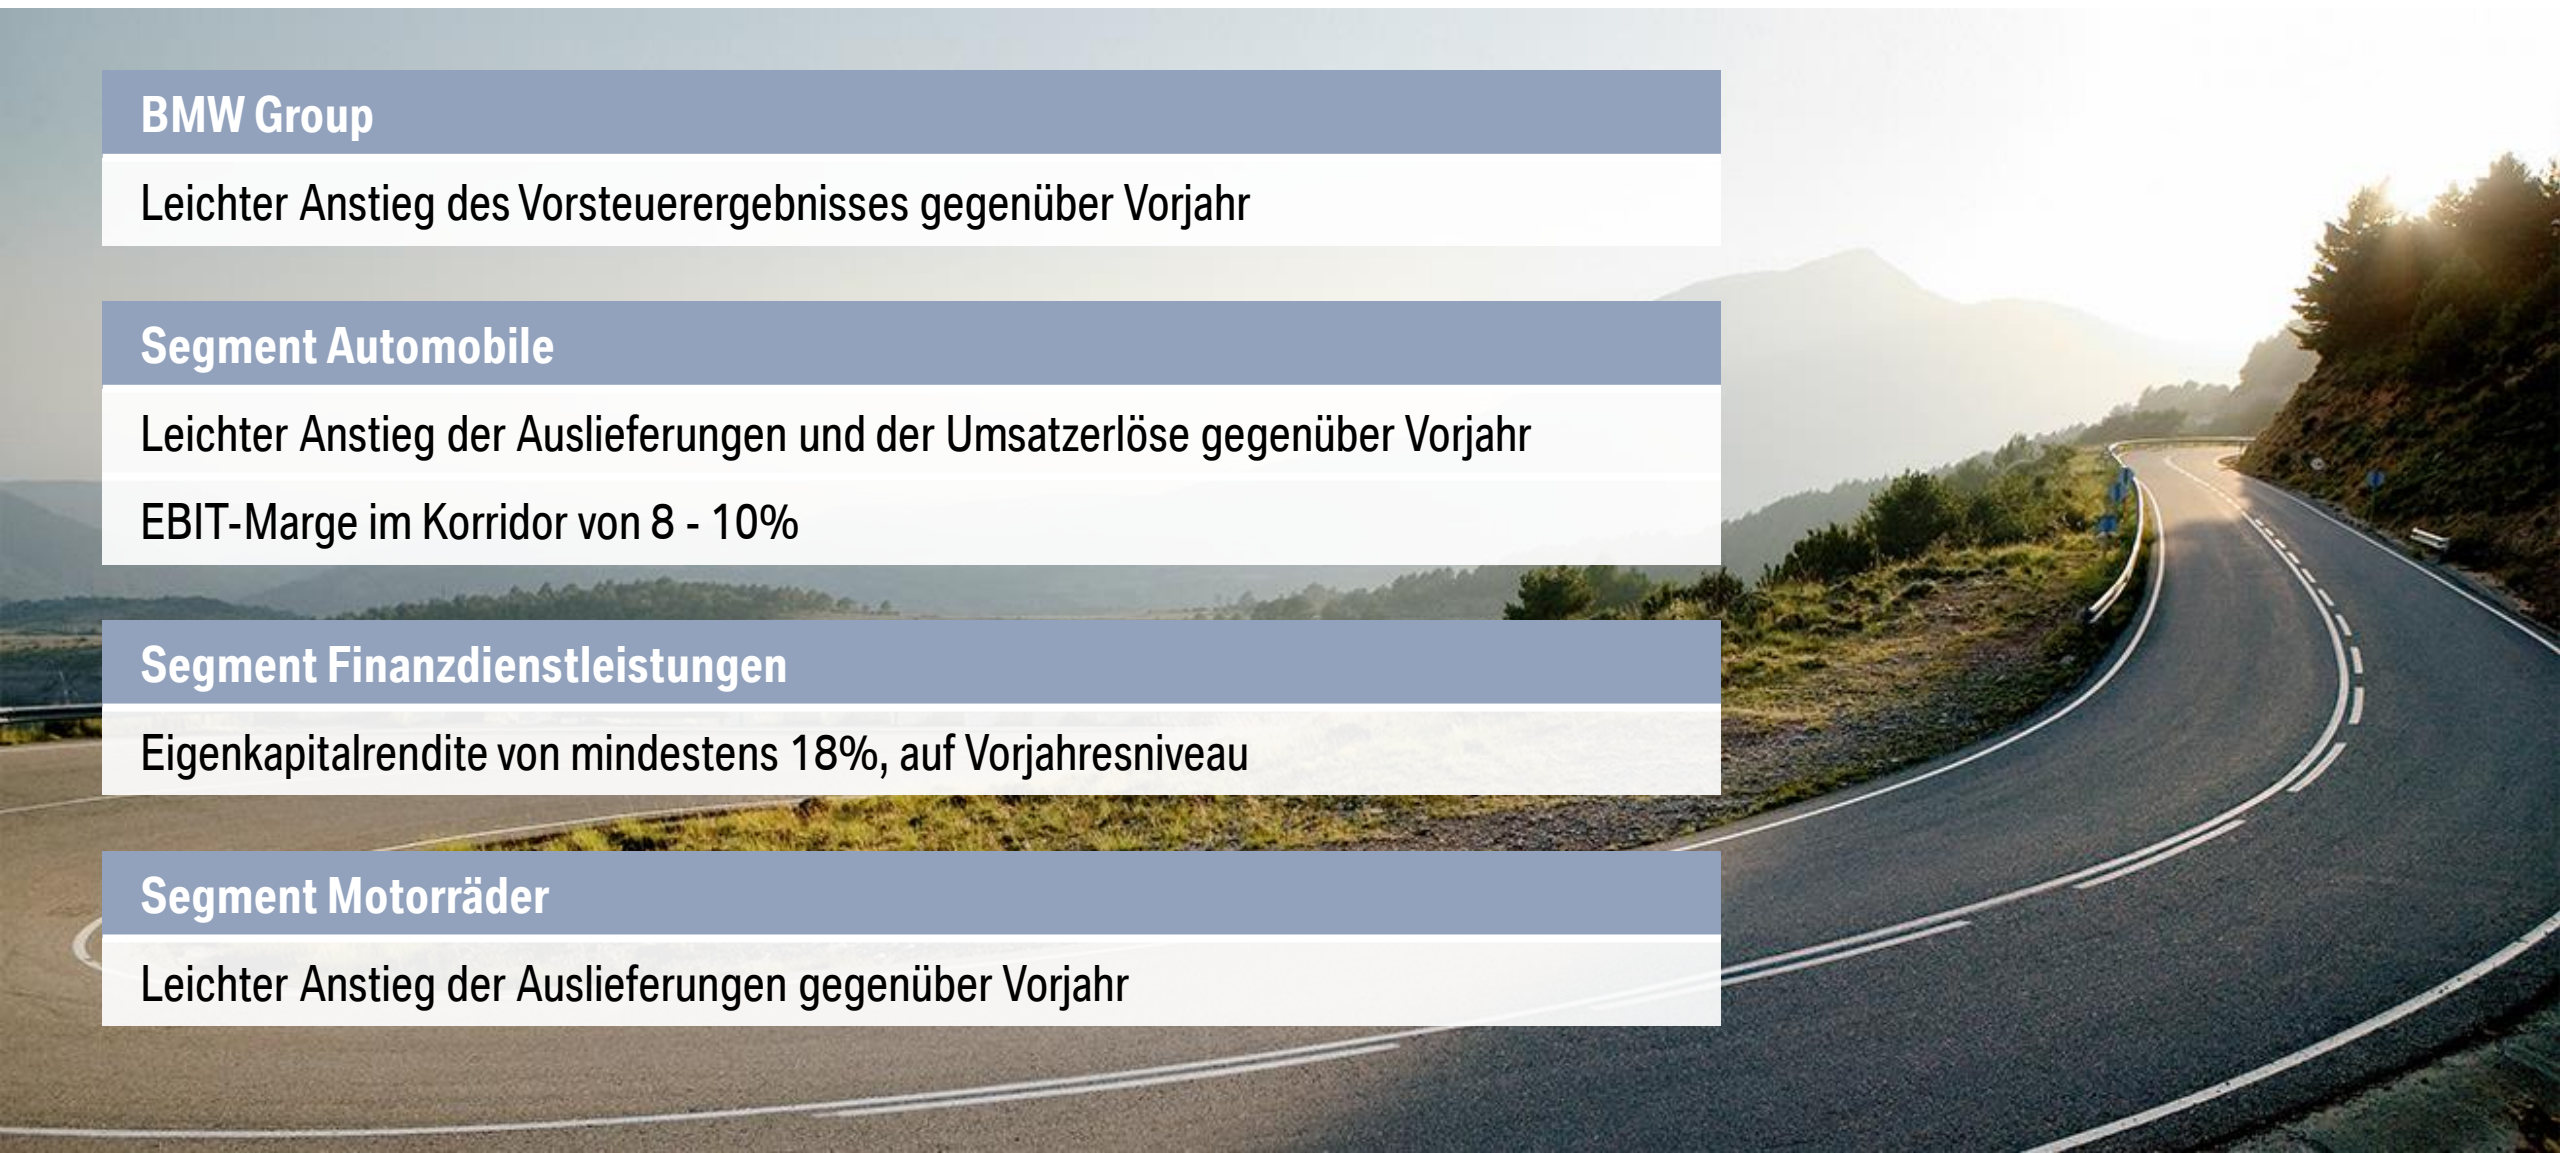 BMW Group
Leichter Anstieg des Vorsteuerergebnisses gegenüber Vorjahr
Segment Automobile
Leichter Anstieg der Auslieferungen und der Umsatzerlöse gegenüber Vorjahr
EBIT-Marge im Korridor von 8 - 10%
Segment Finanzdienstleistungen
Eigenkapitalrendite von mindestens 18%, auf Vorjahresniveau
Segment Motorräder
Leichter Anstieg der Auslieferungen gegenüber Vorjahr